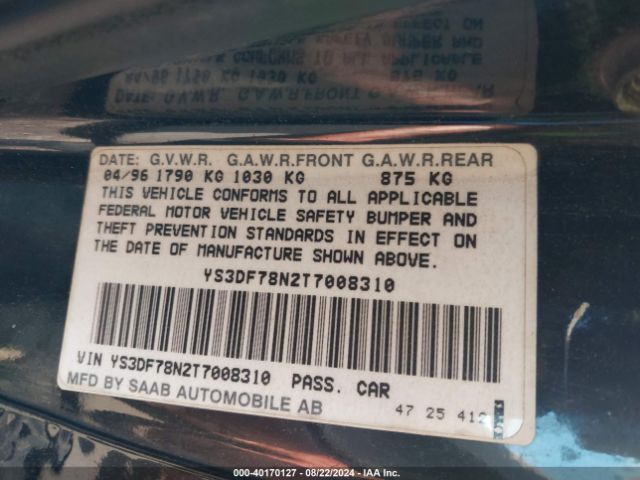 DATE: G.V.W.R. G.A.W.R.FRONT G.A.W.R.REAR
04/96 1790 KG 1030 KG 875 KG
THIS VEHICLE CONFORMS TO ALL APPLICABLE
FEDERAL MOTOR VEHICLE SAFETY BUMPER AND
THEFT PREVENTION STANDARDS IN EFFECT ON
THE DATE OF MANUFACTURE SHOWN ABOVE.
YS3DF78N2T7008310
VIN YS3DF78N2T7008310 PASS. CAR
MFD BY SAAB AUTOMOBILE AB 47 25 412
000-40170127 - 08/22/2024 - IAA Inc.